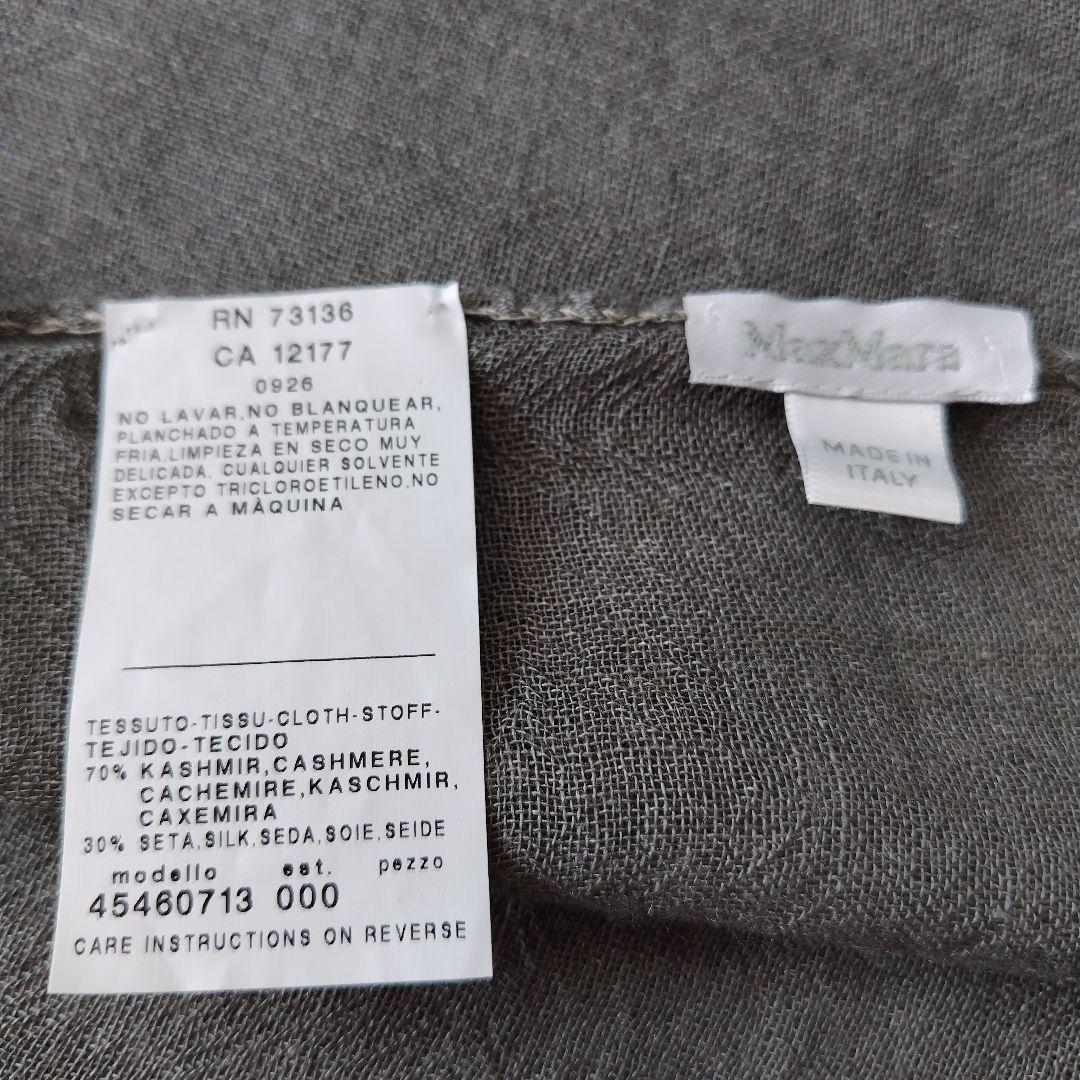 RN 73136
CA 12177
0926
NO LAVAR,NO BLANQUEAR,
PLANCHADO A TEMPERATURA
FRIA,LIMPIEZA EN SECO MUY
DELICADA, CUALQUIER SOLVENTE
EXCEPTO TRICLOROETILENO,NO
SECAR A MÀQUINA
TESSUTO-TISSU-CLOTH-STOFF-
TEJIDO-TECIDO
70% KASHMIR,CASHMERE,
CACHEMIRE,KASCHMIR,
CAXEMIRA
30% SETA,SILK,SEDA,SOIE,SEIDE
modello est. pezzo
45460713 000
CARE INSTRUCTIONS ON REVERSE
MaxMara
MADE IN
ITALY